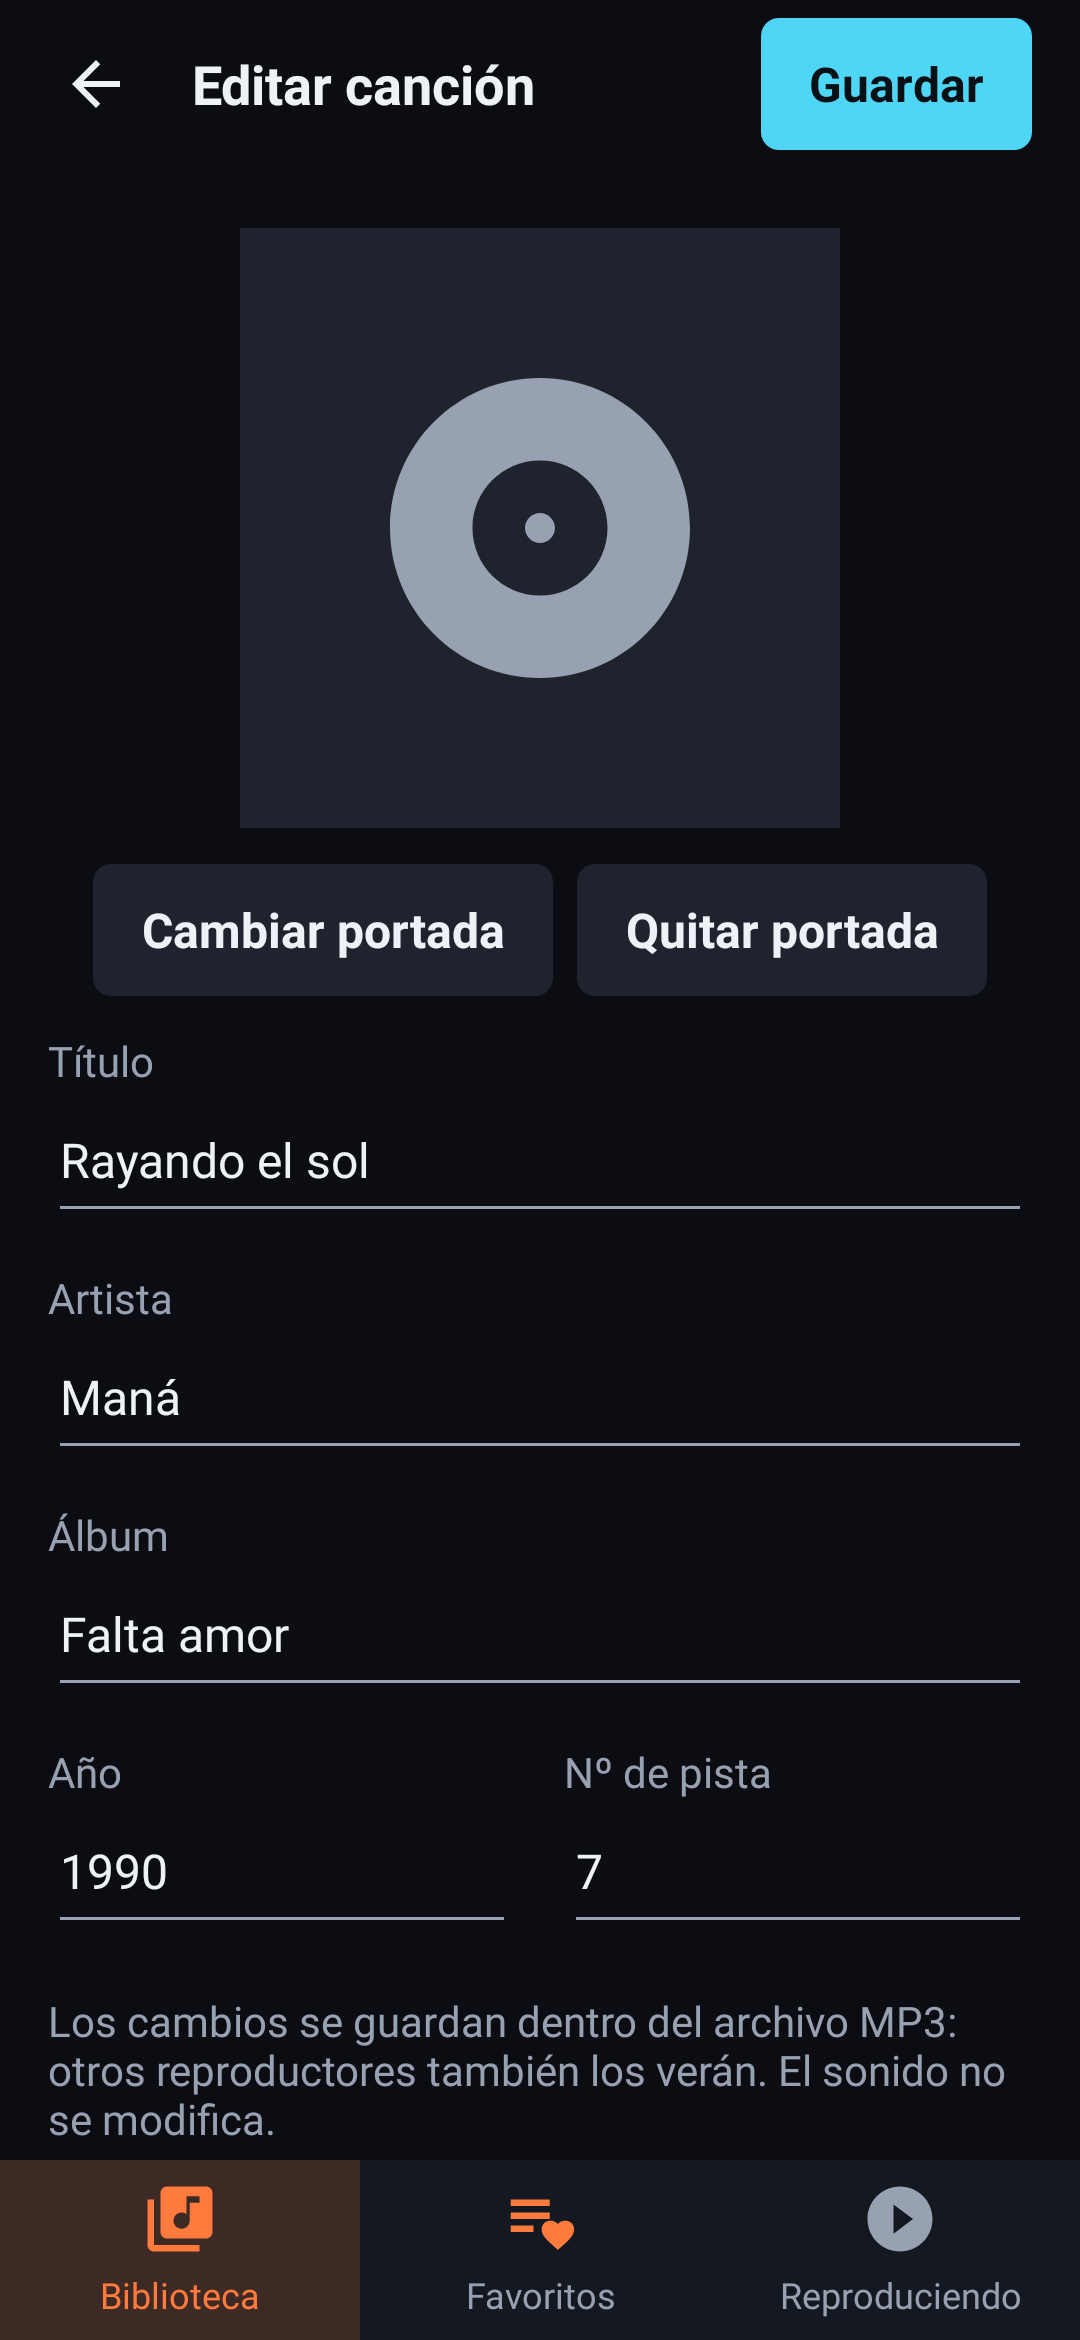 Editar canción
Guardar
Cambiar portada
Quitar portada
Título
Rayando el sol
Artista
Maná
Álbum
Falta amor
Año
Nº de pista
1990
7
Los cambios se guardan dentro del archivo MP3:
otros reproductores también los verán. El sonido no
se modifica.
Biblioteca
Favoritos
Reproduciendo